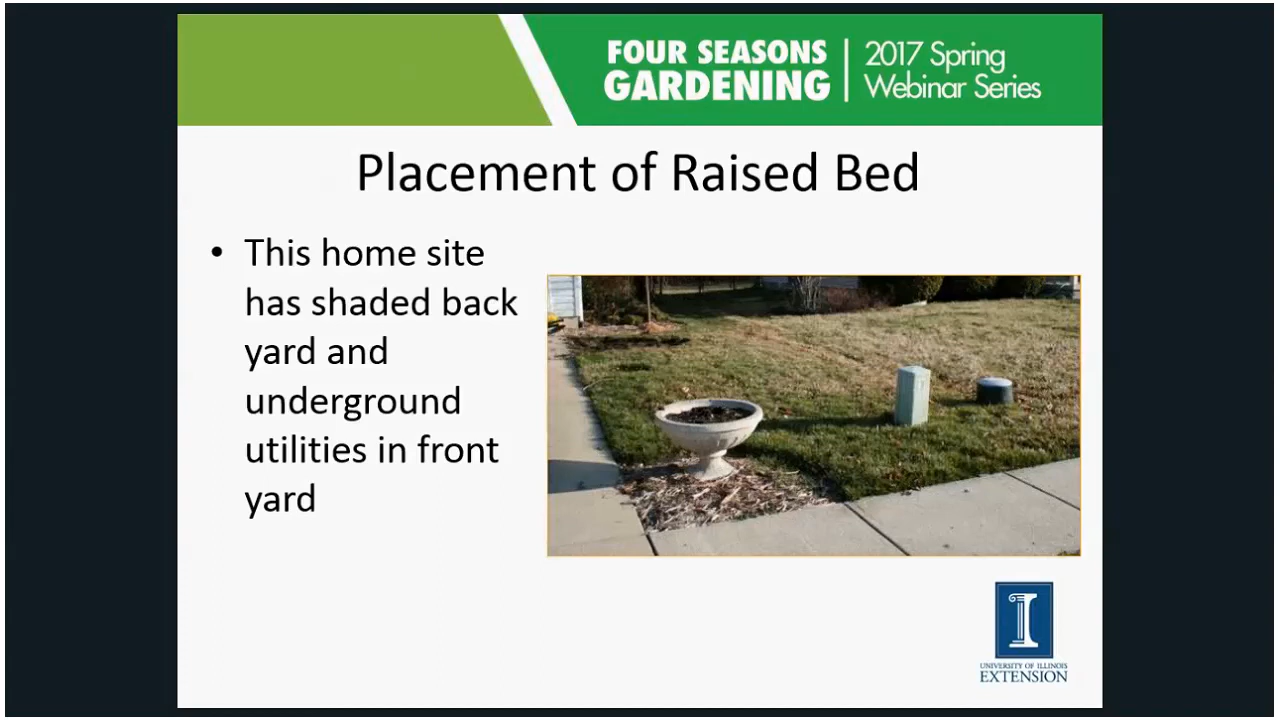 FOUR SEASONS
GARDENING
2017 Spring
Webinar Series
Placement of Raised Bed
• This home site
has shaded back
yard and
underground
utilities in front
yard
I
UNIVERSITY OF ILLINOIS
EXTENSION